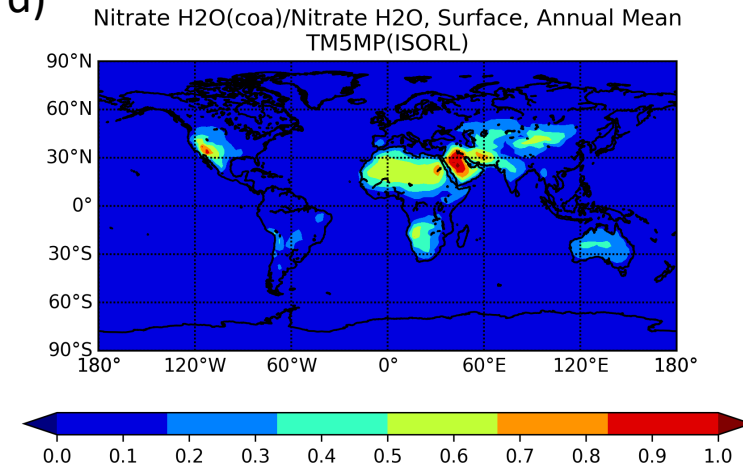 d)
Nitrate H2O(coa)/Nitrate H2O, Surface, Annual Mean
TM5MP(ISORL)
90°N
60°N
30°N
0°
30°S
60°S
90°S
180° 120°W 60°W 0° 60°E 120°E 180°
0.0 0.1 0.2 0.3 0.4 0.5 0.6 0.7 0.8 0.9 1.0